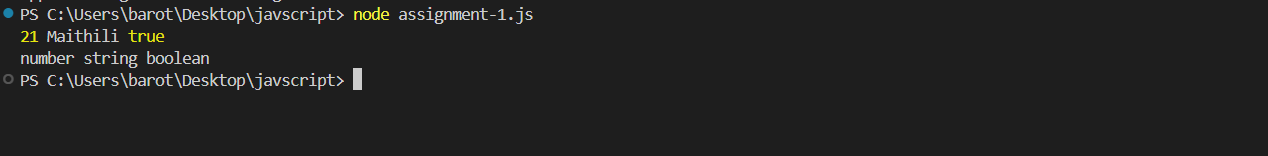 PS C:\Users\barot\Desktop\javscript> node assignment-1.js
21 Maithili true
number string boolean
PS C:\Users\barot\Desktop\javscript>